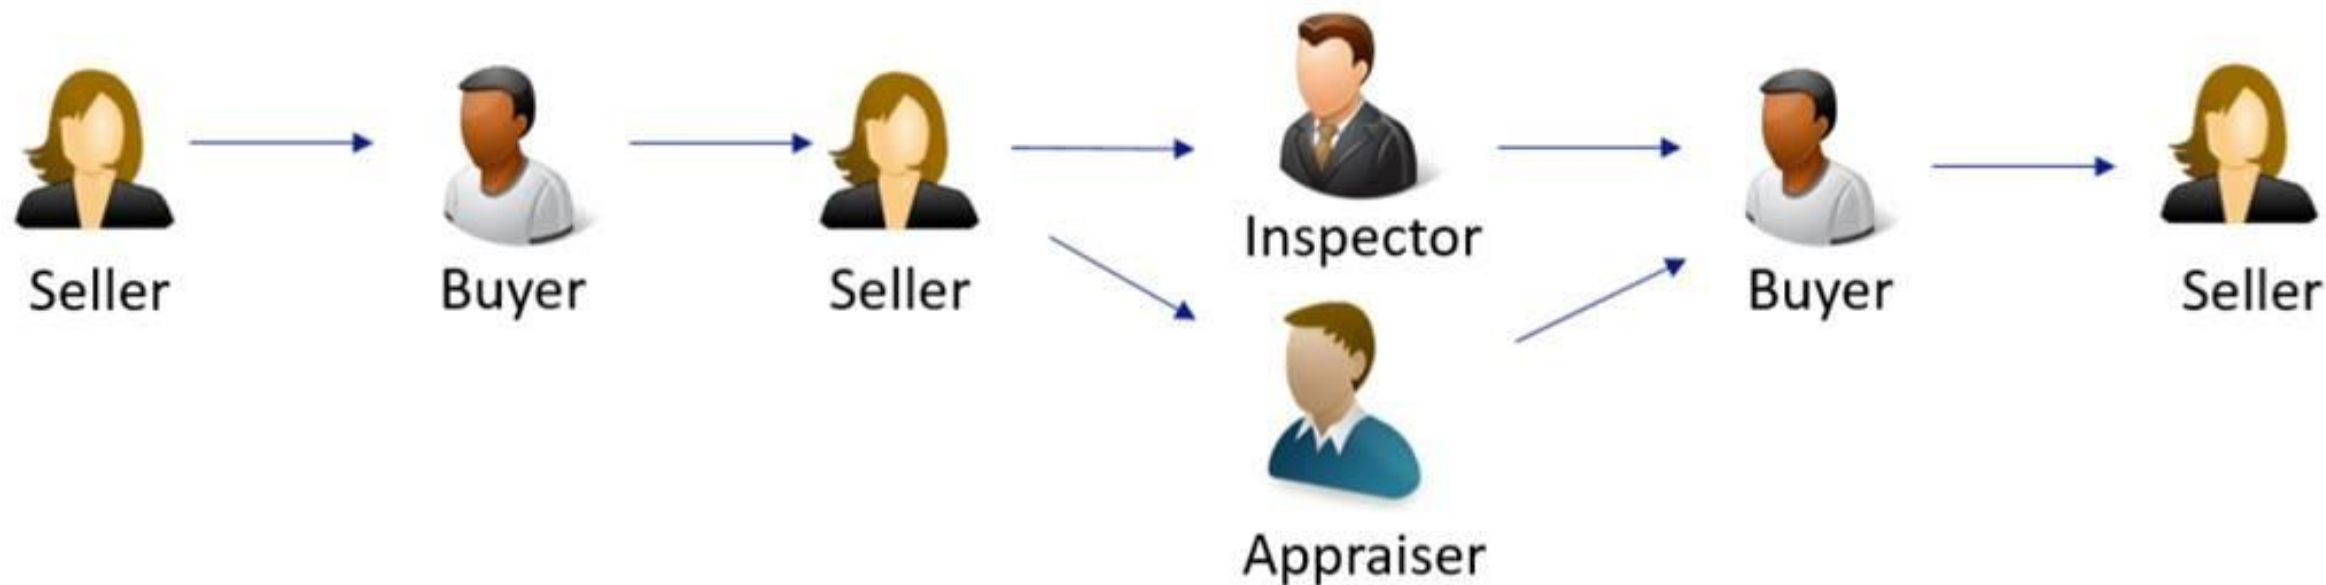 Seller
Buyer
Seller
Inspector
Appraiser
Buyer
Seller